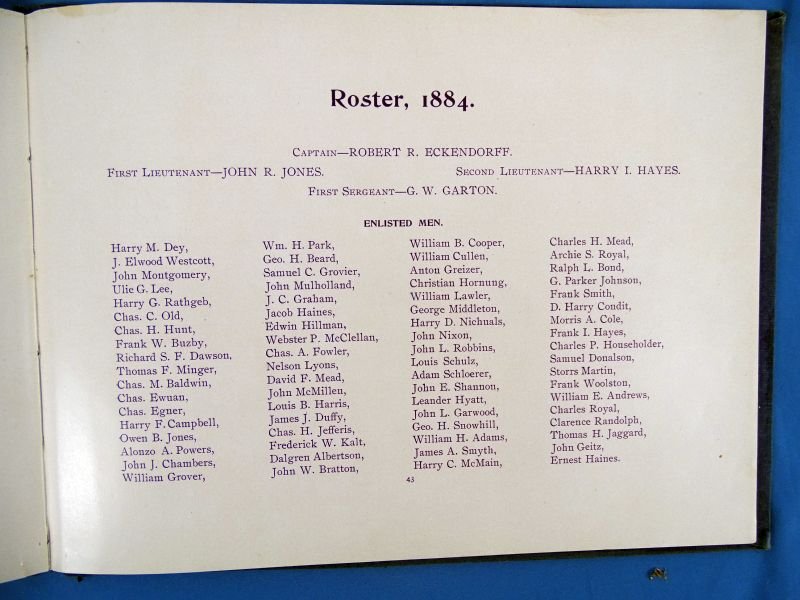 Roster, 1884.
CAPTAIN—ROBERT R. ECKENDORFF.
FIRST LIEUTENANT—JOHN R. JONES.
SECOND LIEUTENANT—HARRY I. HAYES.
FIRST SERGEANT—G. W. GARTON.
ENLISTED MEN.
Harry M. Dey,
J. Elwood Westcott,
John Montgomery,
Ulie G. Lee,
Harry G. Rathgeb,
Chas. C. Old,
Chas. H. Hunt,
Frank W. Buzby,
Richard S. F. Dawson,
Thomas F. Minger,
Chas. M. Baldwin,
Chas. Ewuan,
Chas. Egner,
Harry F. Campbell,
Owen B. Jones,
Alonzo A. Powers,
John J. Chambers,
William Grover,
Wm. H. Park,
Geo. H. Beard,
Samuel C. Grovier,
John Mulholland,
J. C. Graham,
Jacob Haines,
Edwin Hillman,
Webster P. McClellan,
Chas. A. Fowler,
Nelson Lyons,
David F. Mead,
John McMillen,
Louis B. Harris,
James J. Duffy,
Chas. H. Jefferis,
Frederick W. Kalt,
Dalgren Albertson,
John W. Bratton,
William B. Cooper,
William Cullen,
Anton Greizer,
Christian Hornung,
William Lawler,
George Middleton,
Harry D. Nichuals,
John Nixon,
John L. Robbins,
Louis Schulz,
Adam Schloerer,
John E. Shannon,
Leander Hyatt,
John L. Garwood,
Geo. H. Snowhill,
William H. Adams,
James A. Smyth,
Harry C. McMain,
Charles H. Mead,
Archie S. Royal,
Ralph L. Bond,
G. Parker Johnson,
Frank Smith,
D. Harry Condit,
Morris A. Cole,
Frank I. Hayes,
Charles P. Householder,
Samuel Donalson,
Storrs Martin,
Frank Woolston,
William E. Andrews,
Charles Royal,
Clarence Randolph,
Thomas H. Jaggard,
John Geitz,
Ernest Haines.
43